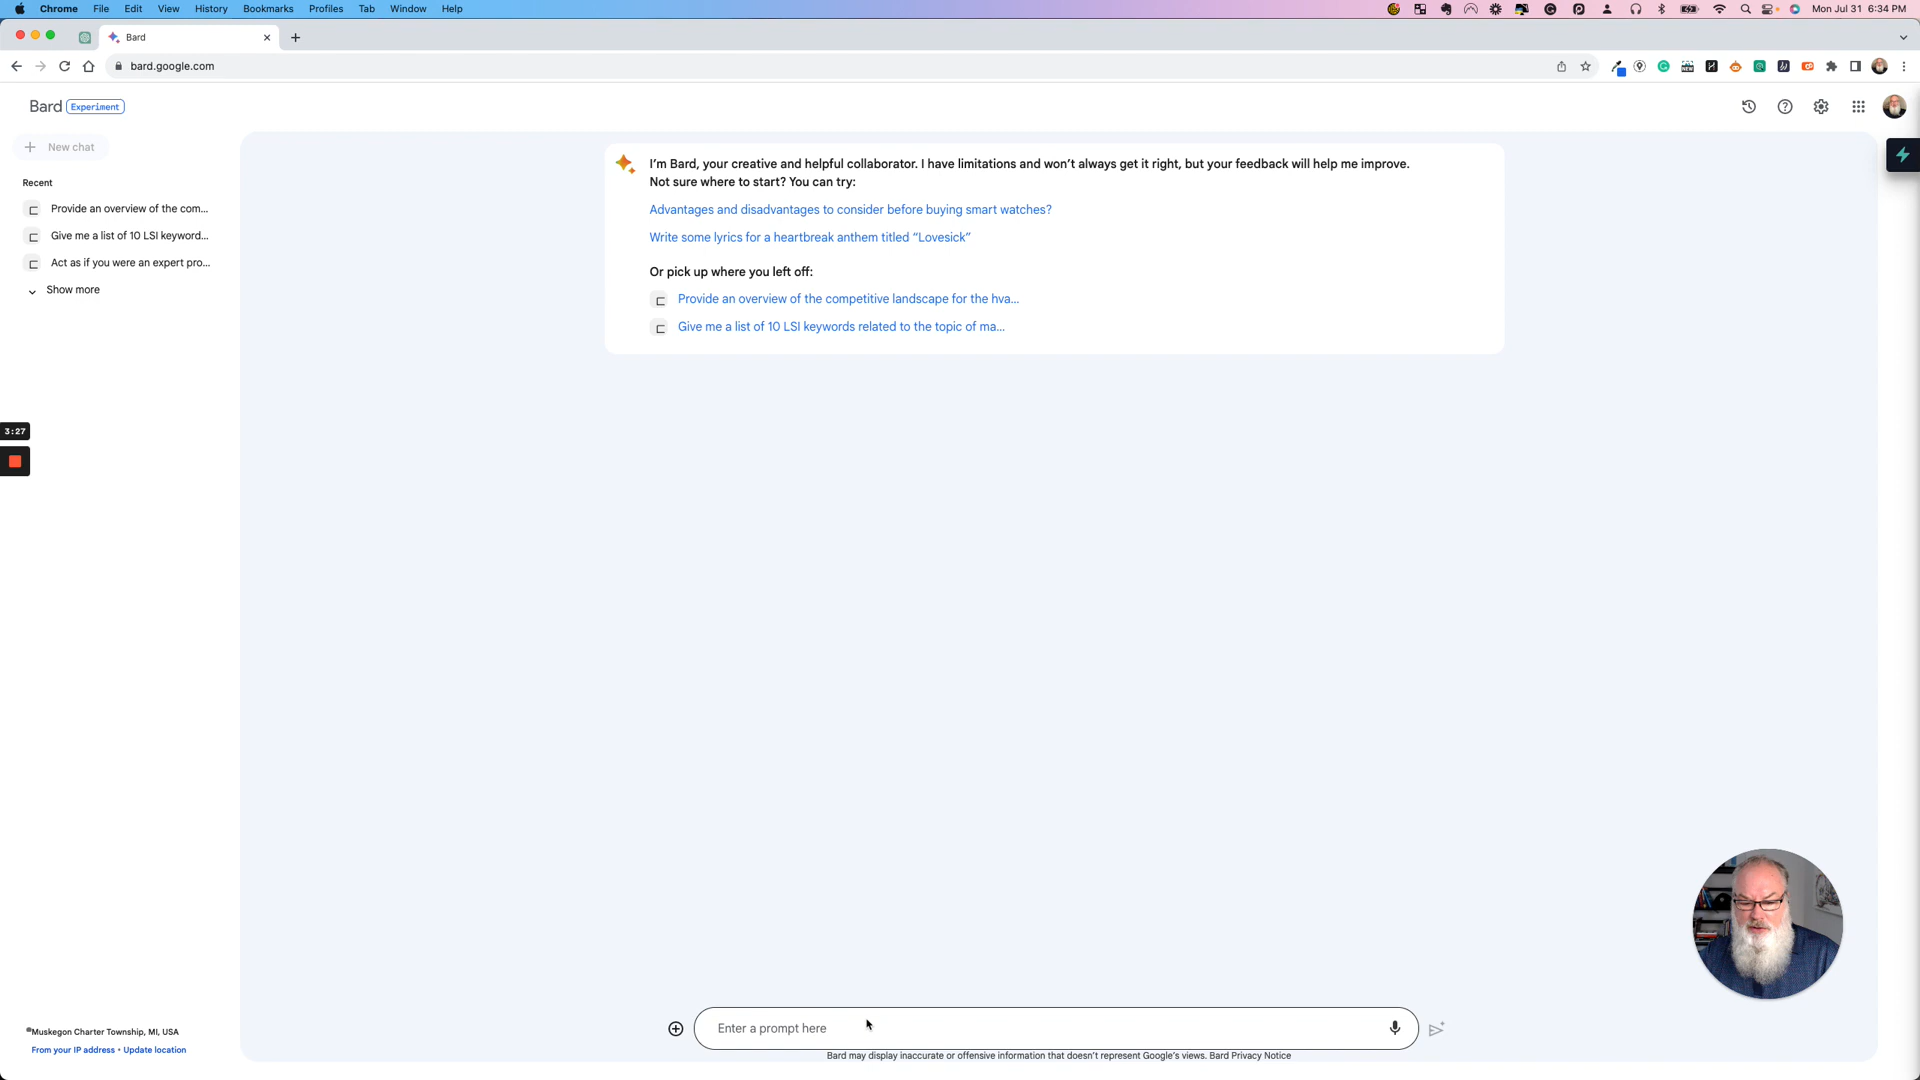 Chrome File Edit View History Bookmarks Profiles Tab Window Help
Mon Jul 31 6:34 PM
Bard
bard.google.com
Bard Experiment
New chat
Recent
Provide an overview of the com...
Give me a list of 10 LSI keyword...
Act as if you were an expert pro...
Show more
I'm Bard, your creative and helpful collaborator. I have limitations and won't always get it right, but your feedback will help me improve.
Not sure where to start? You can try:
Advantages and disadvantages to consider before buying smart watches?
Write some lyrics for a heartbreak anthem titled “Lovesick”
Or pick up where you left off:
Provide an overview of the competitive landscape for the hva...
Give me a list of 10 LSI keywords related to the topic of ma...
3:27
Enter a prompt here
Muskegon Charter Township, MI, USA
From your IP address • Update location
Bard may display inaccurate or offensive information that doesn't represent Google's views. Bard Privacy Notice